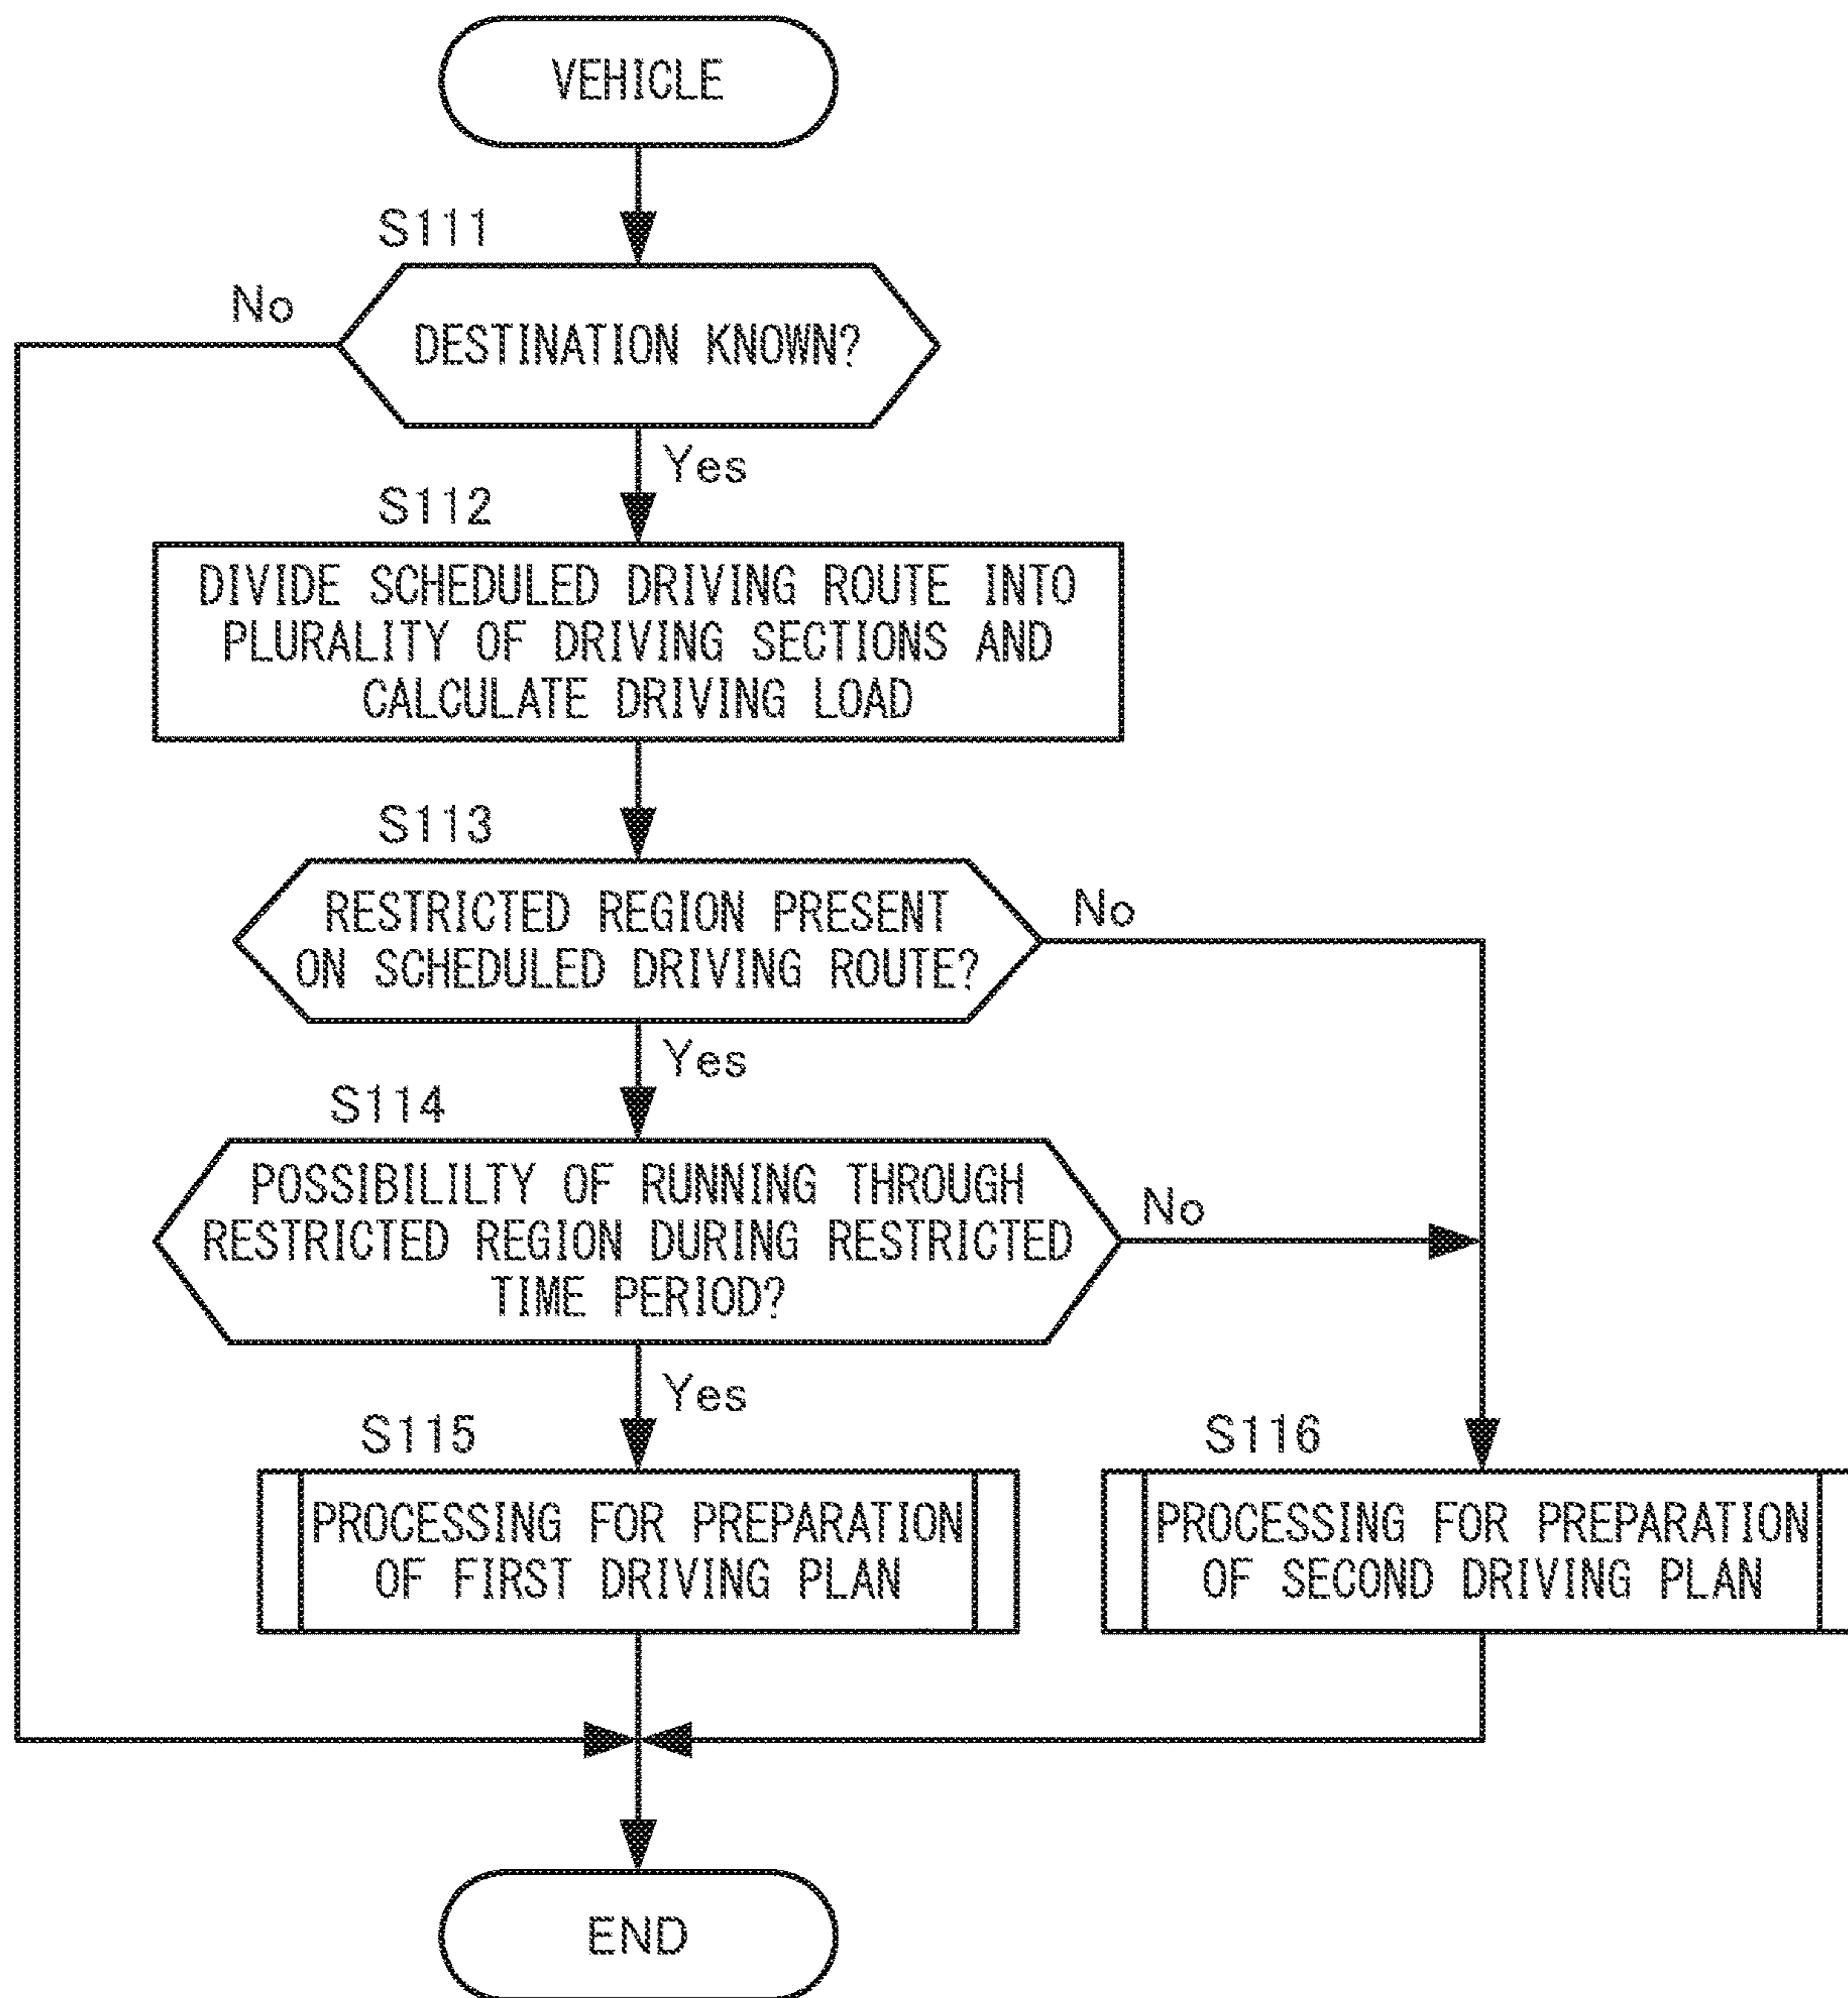 VEHICLE
S111
No
DESTINATION KNOWN?
Yes
S112
DIVIDE SCHEDULED DRIVING ROUTE INTO
PLURALITY OF DRIVING SECTIONS AND
CALCULATE DRIVING LOAD
S113
RESTRICTED REGION PRESENT
ON SCHEDULED DRIVING ROUTE?
No
Yes
S114
POSSIBILILTY OF RUNNING THROUGH
RESTRICTED REGION DURING RESTRICTED
TIME PERIOD?
No
Yes
S115
PROCESSING FOR PREPARATION
OF FIRST DRIVING PLAN
S116
PROCESSING FOR PREPARATION
OF SECOND DRIVING PLAN
END